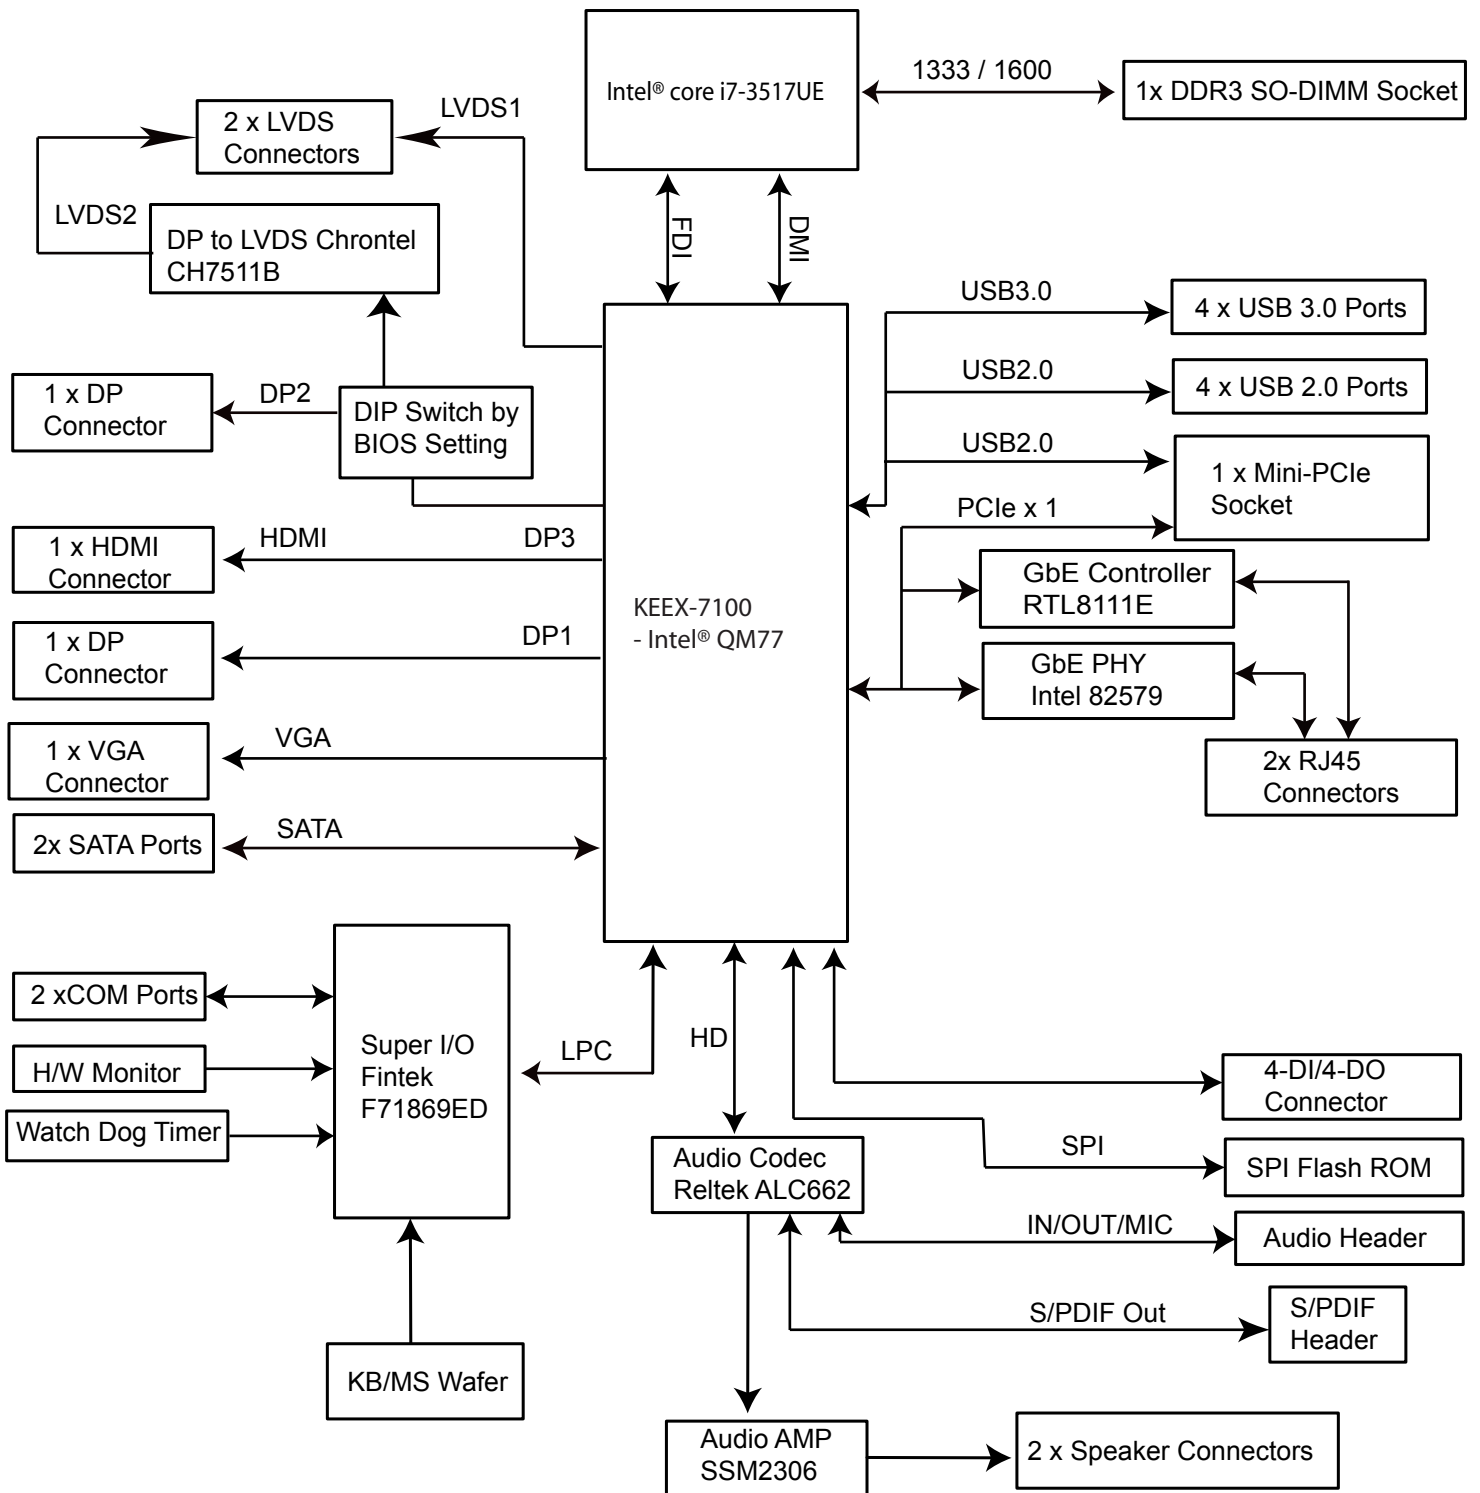 Intel® core i7-3517UE
1333 / 1600
1x DDR3 SO-DIMM Socket
LVDS1
2 x LVDS
Connectors
LVDS2
DP to LVDS Chrontel
CH7511B
FDI
DMI
USB3.0
4 x USB 3.0 Ports
USB2.0
4 x USB 2.0 Ports
1 x DP
Connector
DP2
DIP Switch by
BIOS Setting
USB2.0
1 x Mini-PCIe
Socket
PCIe x 1
1 x HDMI
Connector
HDMI
DP3
GbE Controller
RTL8111E
KEEX-7100
- Intel® QM77
1 x DP
Connector
DP1
GbE PHY
Intel 82579
1 x VGA
Connector
VGA
2x RJ45
Connectors
2x SATA Ports
SATA
2 xCOM Ports
H/W Monitor
Watch Dog Timer
Super I/O
Fintek
F71869ED
LPC
HD
4-DI/4-DO
Connector
Audio Codec
Reltek ALC662
SPI
SPI Flash ROM
IN/OUT/MIC
Audio Header
S/PDIF Out
S/PDIF
Header
KB/MS Wafer
Audio AMP
SSM2306
2 x Speaker Connectors